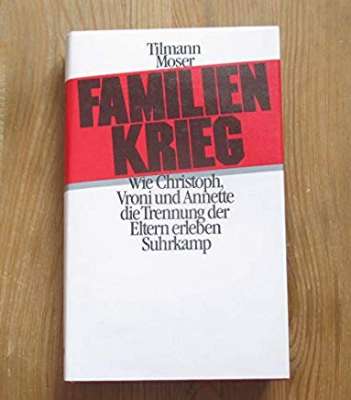 Tilmann
Moser
FAMILIEN
KRIEG
Wie Christoph,
Vroni und Annette
die Trennung der
Eltern erleben
Suhrkamp